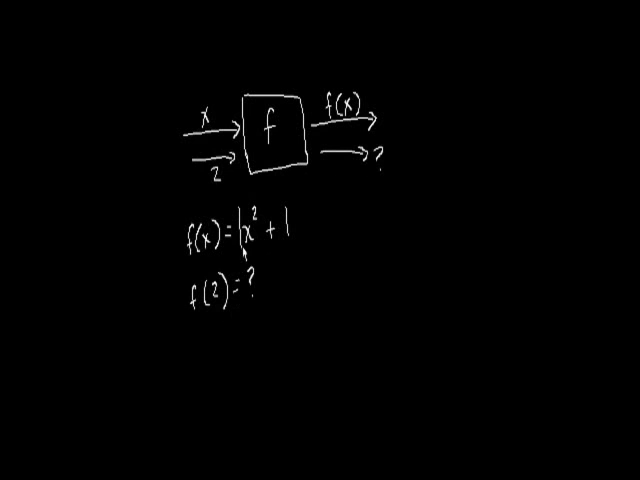 x f f(x)
2 ?
f(x) = |x² + 1
f(2) = ?